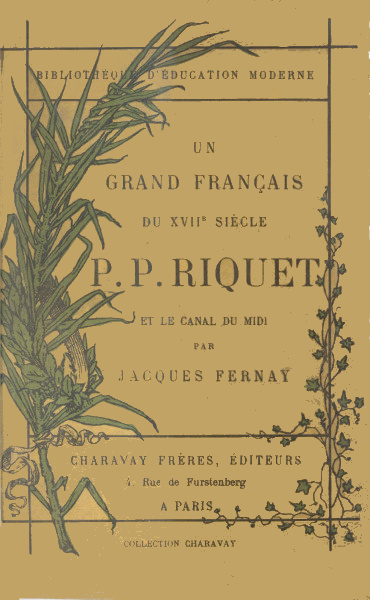 BIBLIOTHÈQUE D'ÉDUCATION MODERNE
UN
GRAND FRANÇAIS
DU XVIIE SIÈCLE
P. P. RIQUET
ET LE CANAL DU MIDI
PAR
JACQUES FERNAY
CHARAVAY FRÈRES, ÉDITEURS
4, Rue de Furstenberg
A PARIS
COLLECTION CHARAVAY